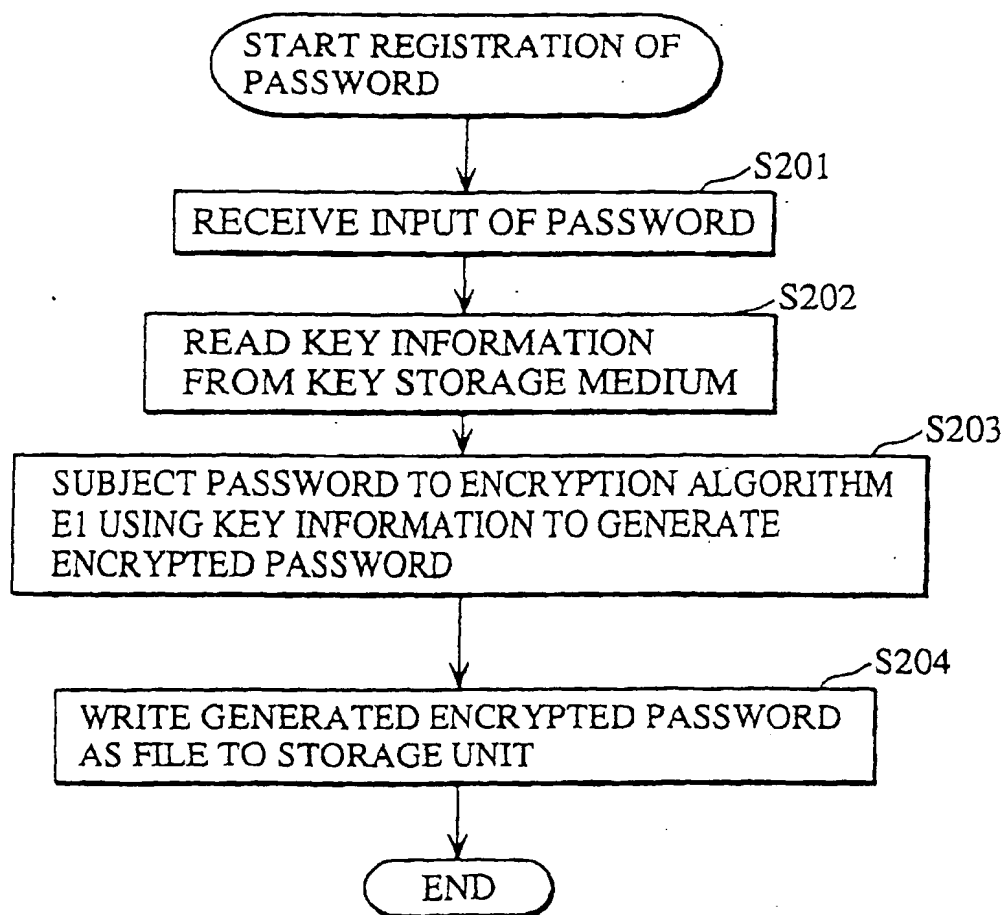 START REGISTRATION OF
PASSWORD
S201
RECEIVE INPUT OF PASSWORD
S202
READ KEY INFORMATION
FROM KEY STORAGE MEDIUM
S203
SUBJECT PASSWORD TO ENCRYPTION ALGORITHM
E1 USING KEY INFORMATION TO GENERATE
ENCRYPTED PASSWORD
S204
WRITE GENERATED ENCRYPTED PASSWORD
AS FILE TO STORAGE UNIT
END